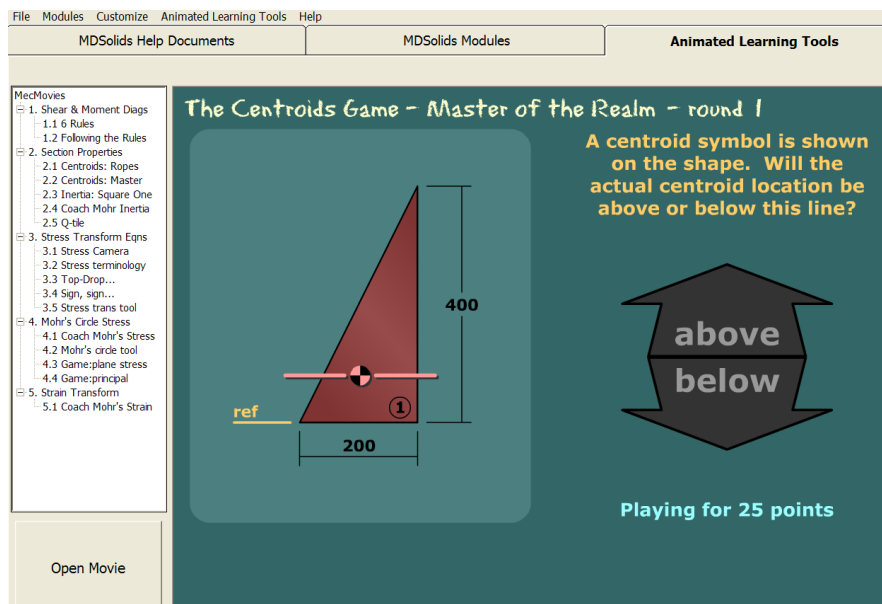 File Modules Customize Animated Learning Tools Help
MDSolids Help Documents MDSolids Modules Animated Learning Tools
MecMovies
1. Shear & Moment Diags
1.1 6 Rules
1.2 Following the Rules
2. Section Properties
2.1 Centroids: Ropes
2.2 Centroids: Master
2.3 Inertia: Square One
2.4 Coach Mohr Inertia
2.5 Q-tile
3. Stress Transform Eqns
3.1 Stress Camera
3.2 Stress terminology
3.3 Top-Drop...
3.4 Sign, sign...
3.5 Stress trans tool
4. Mohr's Circle Stress
4.1 Coach Mohr's Stress
4.2 Mohr's circle tool
4.3 Game:plane stress
4.4 Game:principal
5. Strain Transform
5.1 Coach Mohr's Strain
Open Movie
The Centroids Game - Master of the Realm - round 1
A centroid symbol is shown
on the shape. Will the
actual centroid location be
above or below this line?
400
ref
1
200
above
below
Playing for 25 points